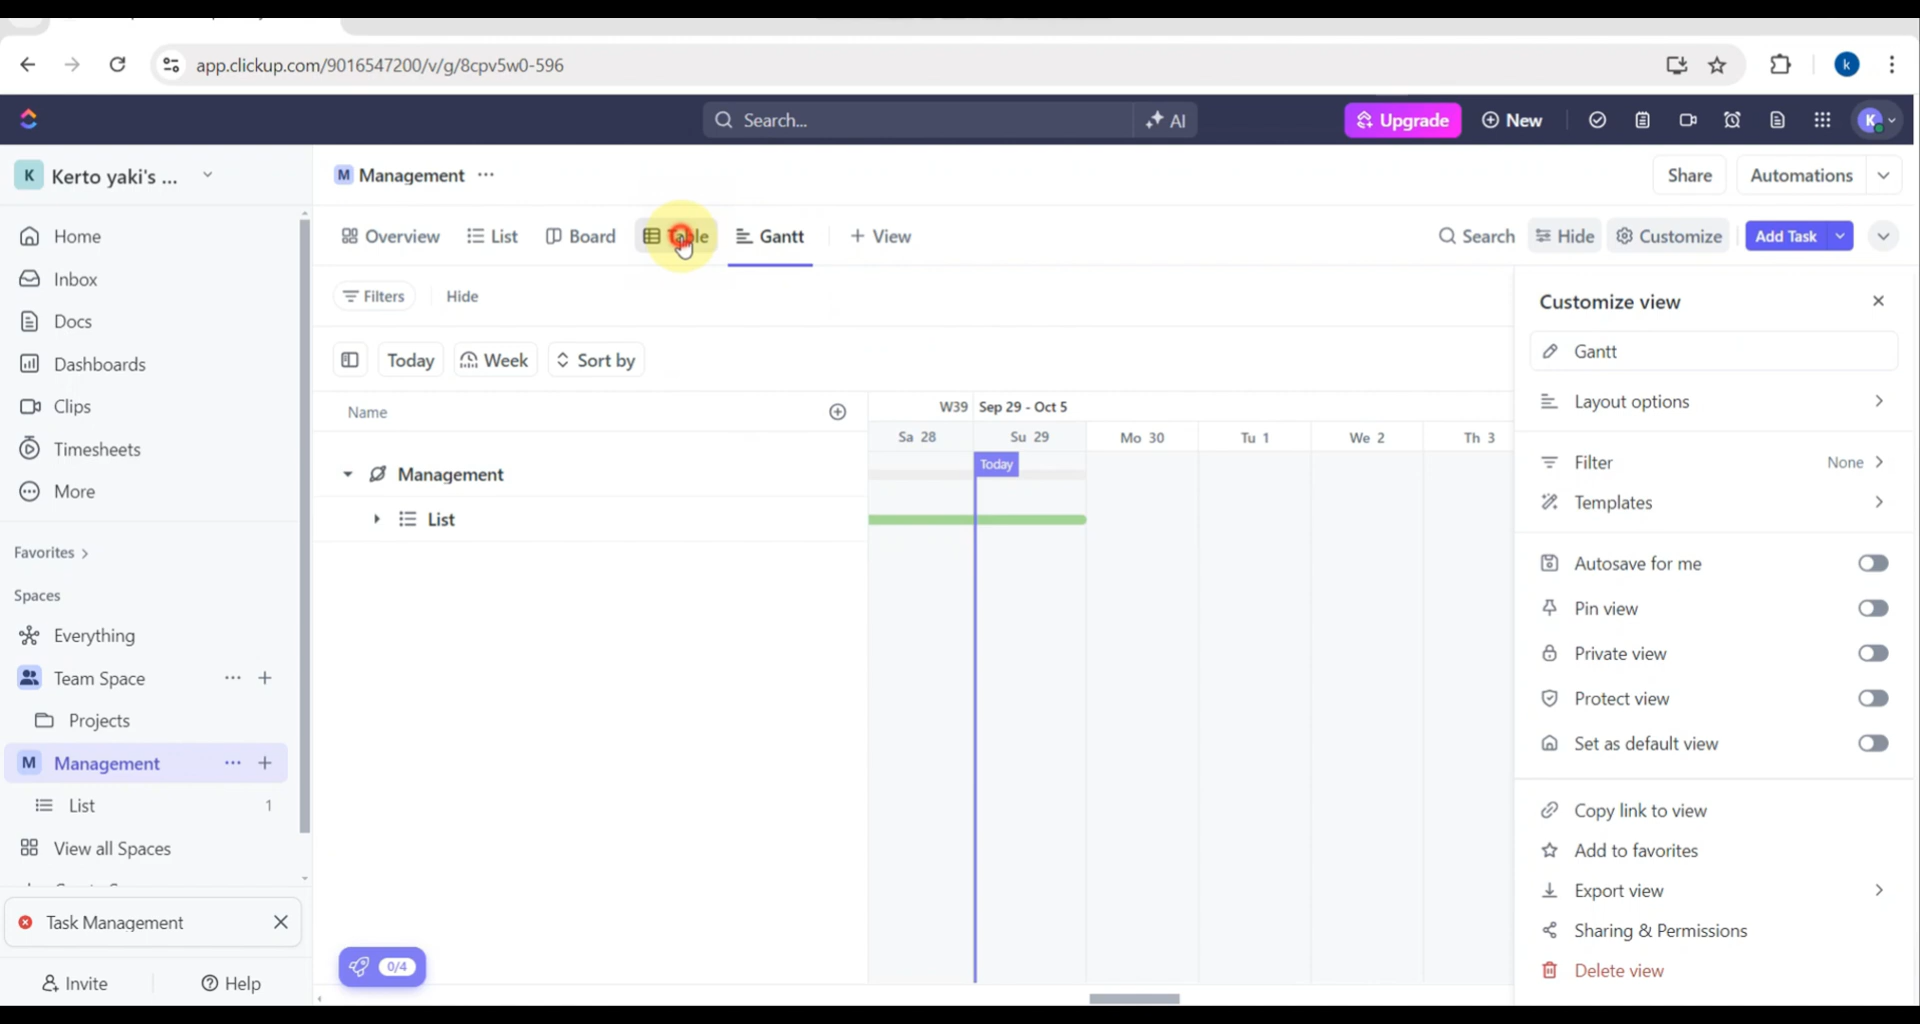 app.clickup.com/9016547200/v/g/8cpv5w0-596
k
Search...
AI
Upgrade
New
K
K Kerto yaki's ...
M Management ...
Share
Automations
Overview
List
Board
Gantt
+ View
Search
Hide
Customize
Add Task
Home
Inbox
Docs
Dashboards
Clips
Timesheets
More
Favorites
Spaces
Everything
Team Space ... +
Projects
M Management ... +
List 1
View all Spaces
Task Management
Invite
Help
Filters
Hide
Today
Week
Sort by
Name
W39
Sep 29 - Oct 5
Sa 28
Su 29
Mo 30
Tu 1
We 2
Th 3
Management
Today
List
0/4
Customize view
Gantt
Layout options
Filter None
Templates
Autosave for me
Pin view
Private view
Protect view
Set as default view
Copy link to view
Add to favorites
Export view
Sharing & Permissions
Delete view